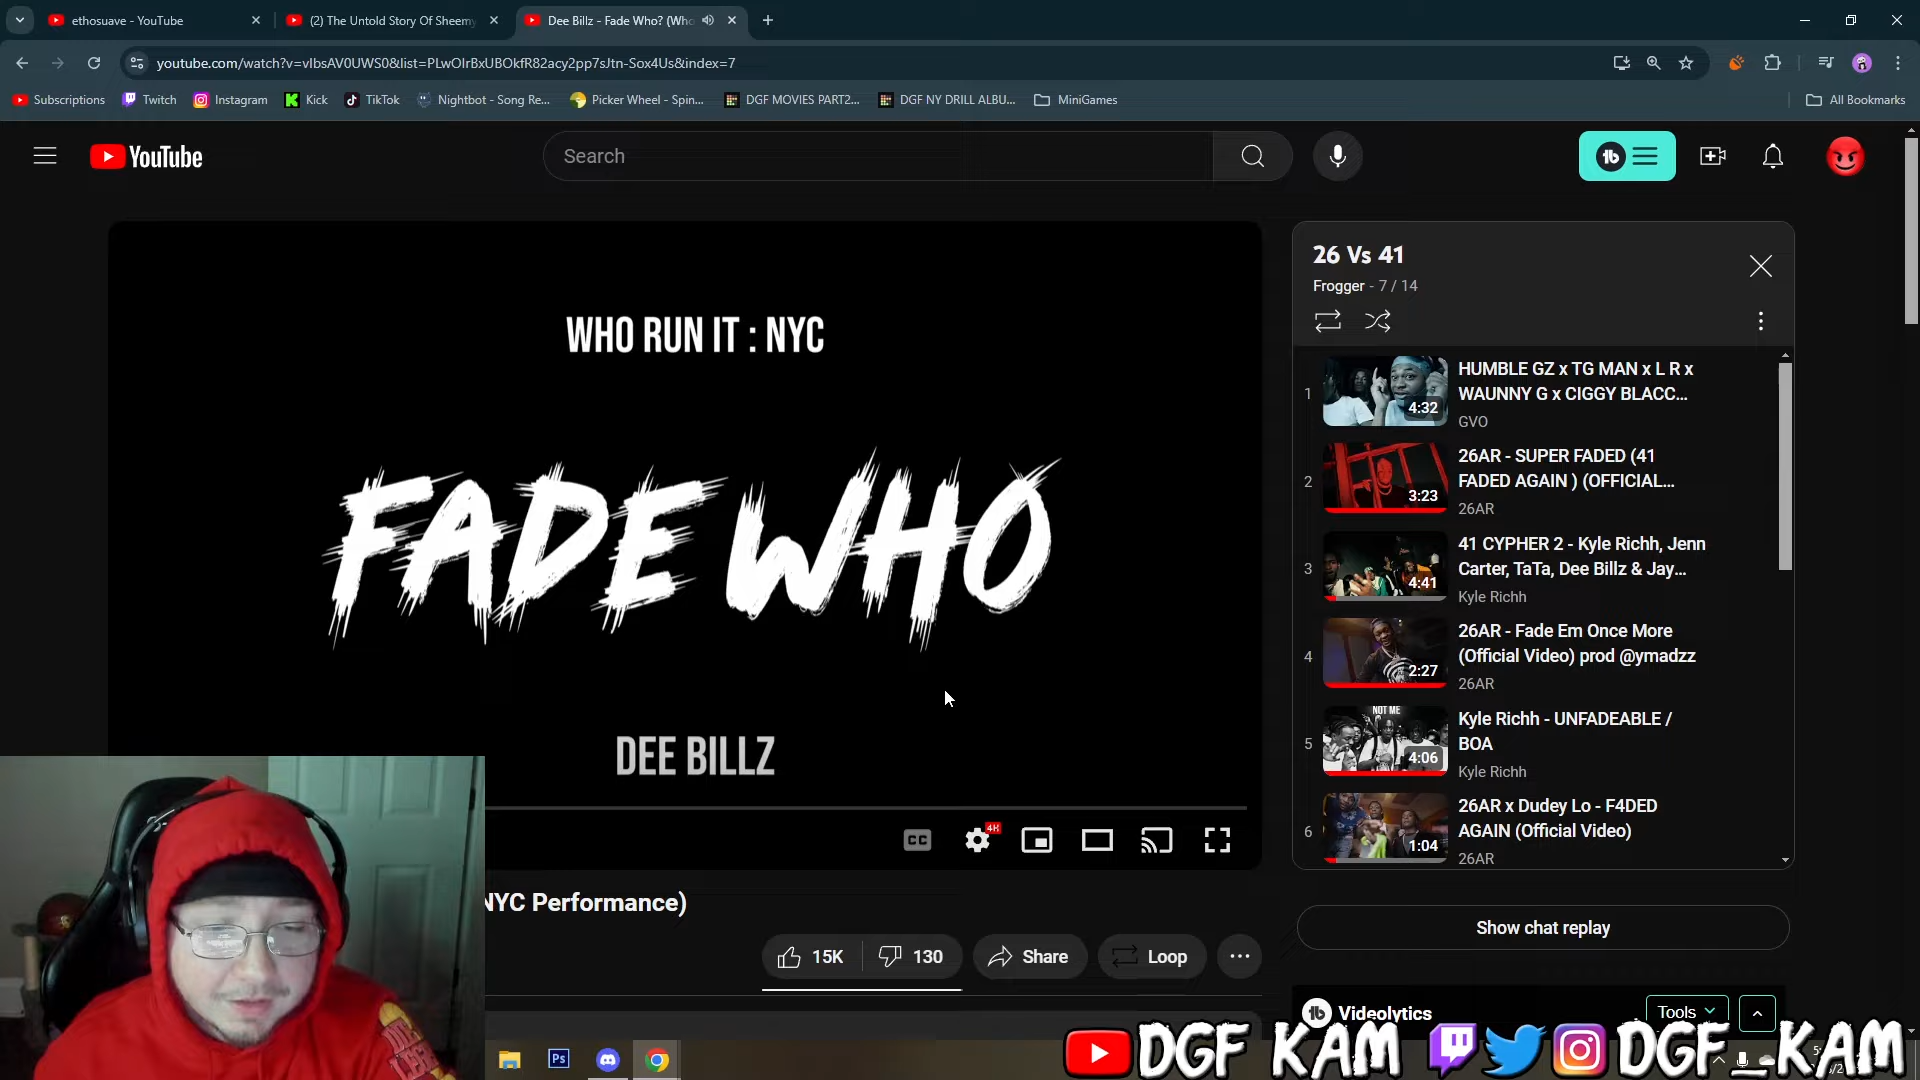 ethosuave - YouTube
(2) The Untold Story Of Sheemy
Dee Billz - Fade Who? (Who
youtube.com/watch?v=vIbsAV0UWS0&list=PLwOIrBxUBOkfR82acy2pp7sJtn-Sox4Us&index=7
Subscriptions
Twitch
Instagram
Kick
TikTok
Nightbot - Song Re...
Picker Wheel - Spin...
DGF MOVIES PART2...
DGF NY DRILL ALBU...
MiniGames
All Bookmarks
YouTube
Search
WHO RUN IT : NYC
FADE WHO
DEE BILLZ
CC
4K
26 Vs 41
Frogger - 7 / 14
1
4:32
HUMBLE GZ x TG MAN x L R x
WAUNNY G x CIGGY BLACC...
GVO
2
3:23
26AR - SUPER FADED (41
FADED AGAIN ) (OFFICIAL...
26AR
3
4:41
41 CYPHER 2 - Kyle Richh, Jenn
Carter, TaTa, Dee Billz & Jay...
Kyle Richh
4
2:27
26AR - Fade Em Once More
(Official Video) prod @ymadzz
26AR
5
NOT ME
4:06
Kyle Richh - UNFADEABLE /
BOA
Kyle Richh
6
1:04
26AR x Dudey Lo - F4DED
AGAIN (Official Video)
26AR
NYC Performance)
15K
130
Share
Loop
Show chat replay
Videolytics
Tools
Ps
DGF KAM
DGF_KAM